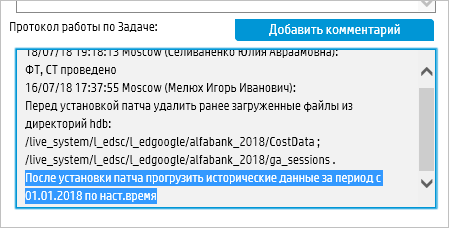 Протокол работы по Задаче:
Добавить комментарий
18/07/18 19:18:13 Moscow (Селиваненко Юлия Авраамовна):
ФТ, СТ проведено
16/07/18 17:37:55 Moscow (Мелюх Игорь Иванович):
Перед установкой патча удалить ранее загруженные файлы из
директорий hdb:
/live_system/l_edsc/l_edgoogle/alfabank_2018/CostData ;
/live_system/l_edsc/l_edgoogle/alfabank_2018/ga_sessions .
После установки патча прогрузить исторические данные за период с
01.01.2018 по наст.время